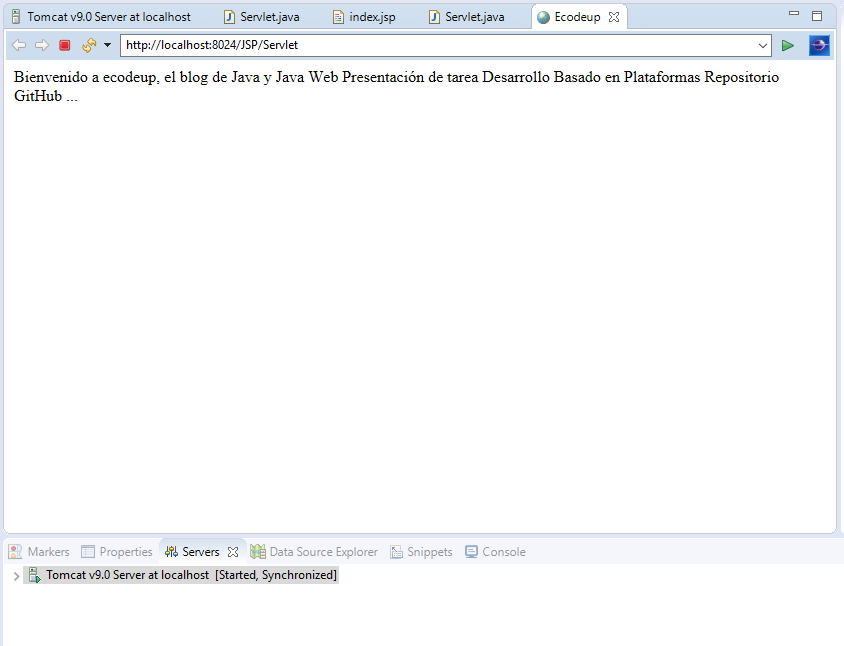 Tomcat v9.0 Server at localhost Servlet.java index.jsp Servlet.java Ecodeup
http://localhost:8024/JSP/Servlet
Bienvenido a ecodeup, el blog de Java y Java Web Presentación de tarea Desarrollo Basado en Plataformas Repositorio
GitHub ...
Markers Properties Servers Data Source Explorer Snippets Console
Tomcat v9.0 Server at localhost [Started, Synchronized]